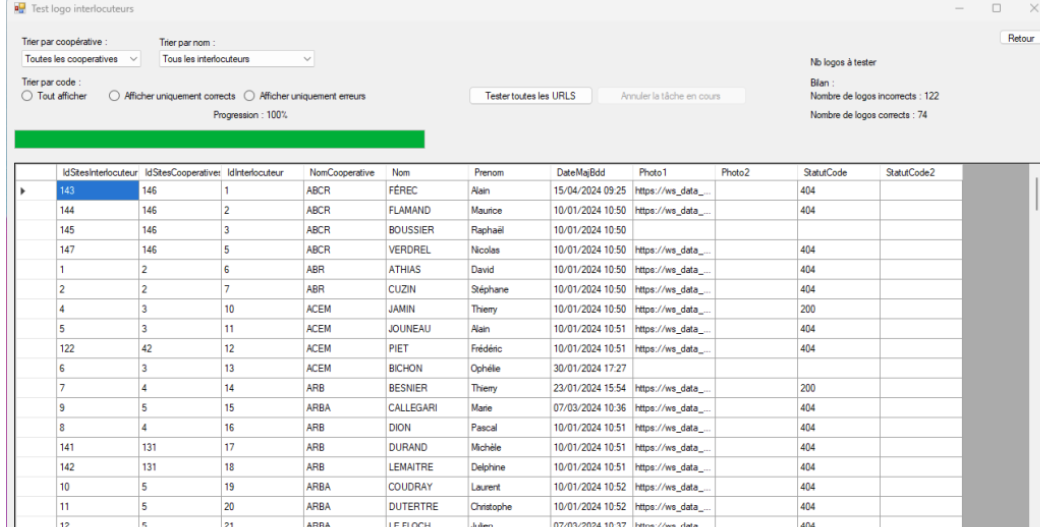 Test logo interlocuteurs
Retour
Trier par coopérative : Trier par nom :
Toutes les cooperatives Tous les interlocuteurs
Nb logos à tester
Trier par code :
Tout afficher Afficher uniquement corrects Afficher uniquement erreurs
Tester toutes les URLS Annuler la tâche en cours
Bilan :
Nombre de logos incorrects : 122
Progression : 100%
Nombre de logos corrects : 74
IdSitesInterlocuteur IdSitesCooperatives IdInterlocuteur NomCooperative Nom Prenom DateMajBdd Photo1 Photo2 StatutCode StatutCode2
143 146 1 ABCR FÉREC Alain 15/04/2024 09:25 https://ws_data_... 404
144 146 2 ABCR FLAMAND Maurice 10/01/2024 10:50 https://ws_data_... 404
145 146 3 ABCR BOUSSIER Raphaël 10/01/2024 10:50
147 146 5 ABCR VERDREL Nicolas 10/01/2024 10:50 https://ws_data_... 404
1 2 6 ABR ATHIAS David 10/01/2024 10:50 https://ws_data_... 404
2 2 7 ABR CUZIN Stéphane 10/01/2024 10:50 https://ws_data_... 404
4 3 10 ACEM JAMIN Thierry 10/01/2024 10:50 https://ws_data_... 200
5 3 11 ACEM JOUNEAU Alain 10/01/2024 10:51 https://ws_data_... 404
122 42 12 ACEM PIET Frédéric 10/01/2024 10:51 https://ws_data_... 404
6 3 13 ACEM BICHON Ophélie 30/01/2024 17:27
7 4 14 ARB BESNIER Thierry 23/01/2024 15:54 https://ws_data_... 200
9 5 15 ARBA CALLEGARI Marie 07/03/2024 10:36 https://ws_data_... 404
8 4 16 ARB DION Pascal 10/01/2024 10:51 https://ws_data_... 404
141 131 17 ARB DURAND Michèle 10/01/2024 10:51 https://ws_data_... 404
142 131 18 ARB LEMAITRE Delphine 10/01/2024 10:51 https://ws_data_... 404
10 5 19 ARBA COUDRAY Laurent 10/01/2024 10:52 https://ws_data_... 404
11 5 20 ARBA DUTERTRE Christophe 10/01/2024 10:52 https://ws_data_... 404
12 5 21 ARBA LE FLOCH Julien 07/03/2024 10:37 https://ws_data_... 404